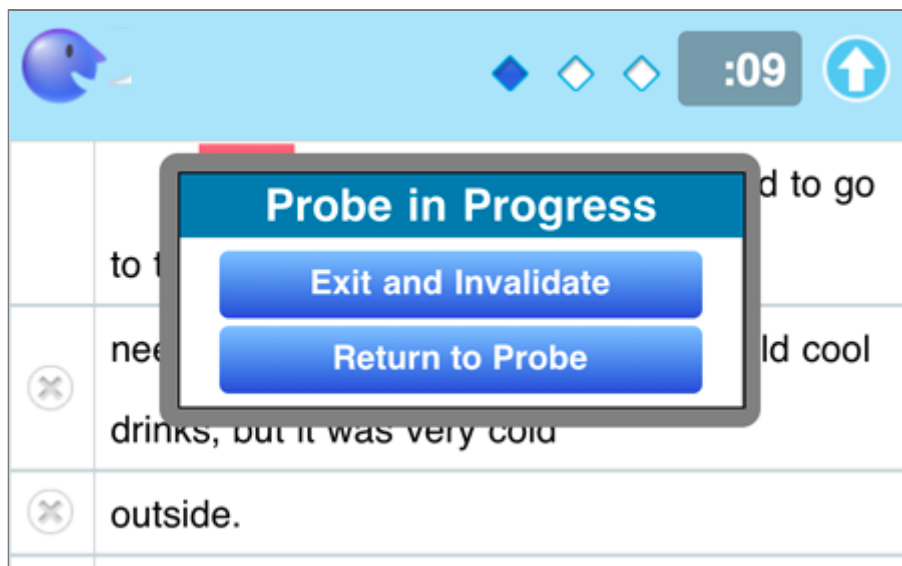 :09
d to go
Probe in Progress
to
Exit and Invalidate
ld cool
Return to Probe
drinks, but it was very cold
outside.